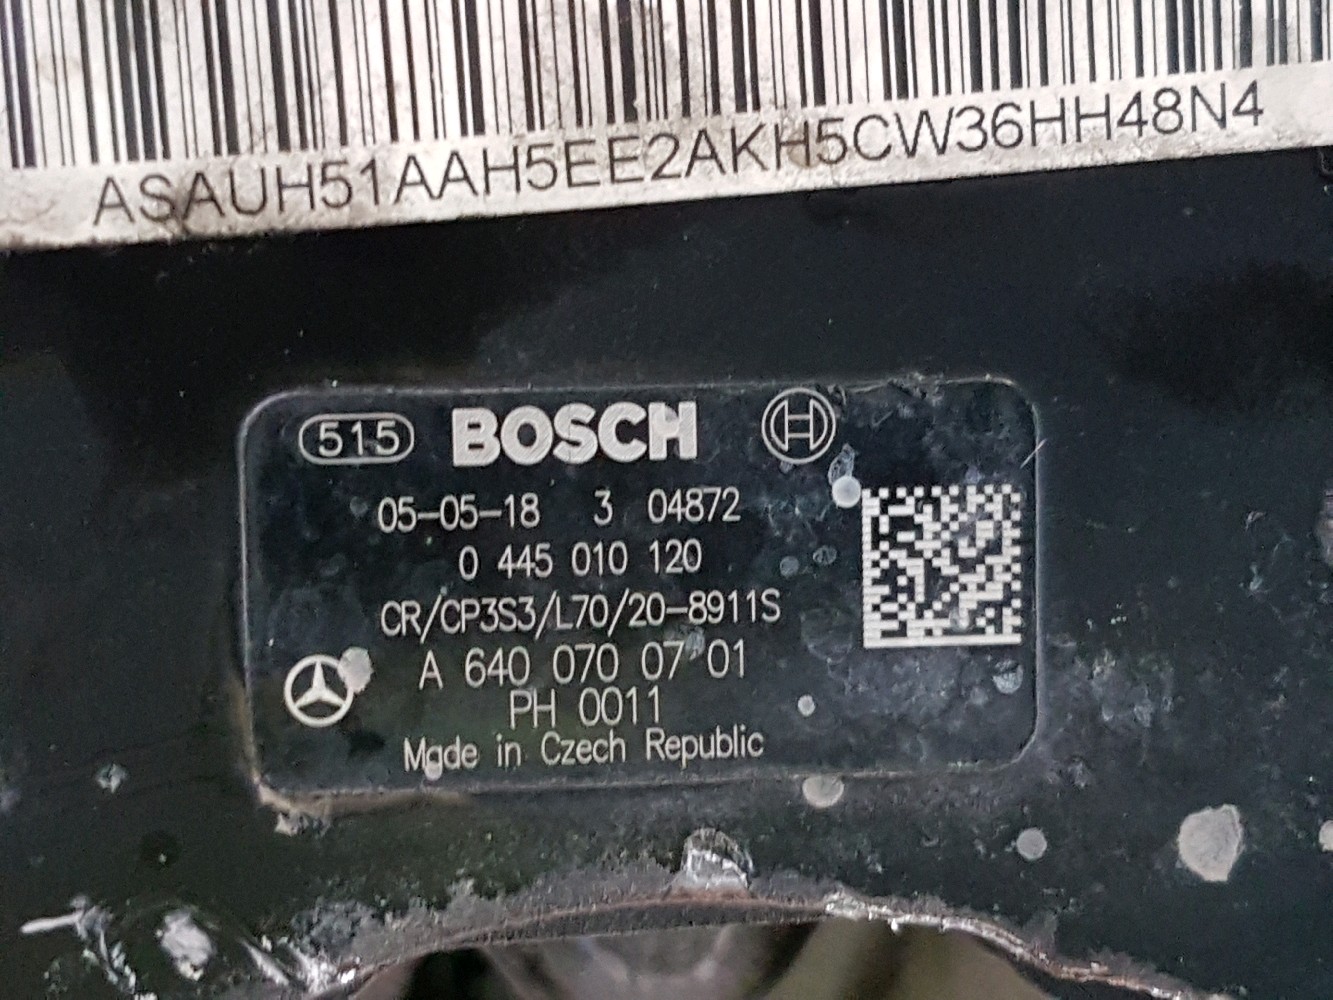 ASAUH51AAH5EE2AKH5CW36HH48N4
515 BOSCH
05-05-18 3 04872
0 445 010 120
CR/CP3S3/L70/20-8911S
A 640 070 07 01
PH 0011
Made in Czech Republic